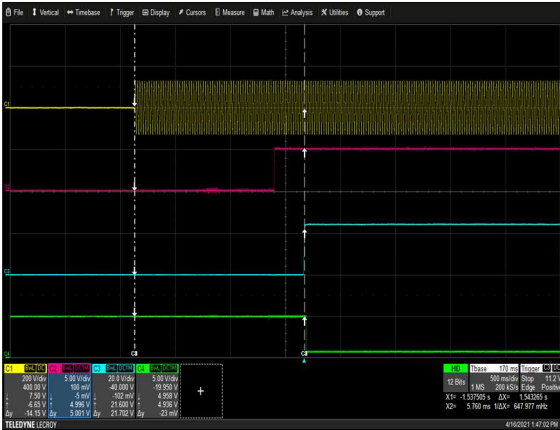 File Vertical Timebase Trigger Display Cursors Measure Math Analysis Utilities Support
C1
C2
C3
C4
C1 C2 C3 C4
200 V/div 5.00 V/div 20.0 V/div 5.00 V/div
400.00 V 100 mV -40.000 V -19.950 V
↓ 7.50 V ↓ -5 mV ↓ -102 mV ↓ 4.958 V
↑ -6.65 V ↑ 4.996 V ↑ 21.600 V ↑ 4.936 V
Δy -14.15 V Δy 5.001 V Δy 21.702 V Δy -23 mV
+
HD Tbase 170 ms Trigger
12 Bits 500 ms/div Stop 11.2 V
1 MS 200 kS/s Edge Positive
X1= -1.537505 s ΔX= 1.543265 s
X2= 5.760 ms 1/ΔX= 647.977 mHz
TELEDYNE LECROY 4/16/2021 1:47:02 PM